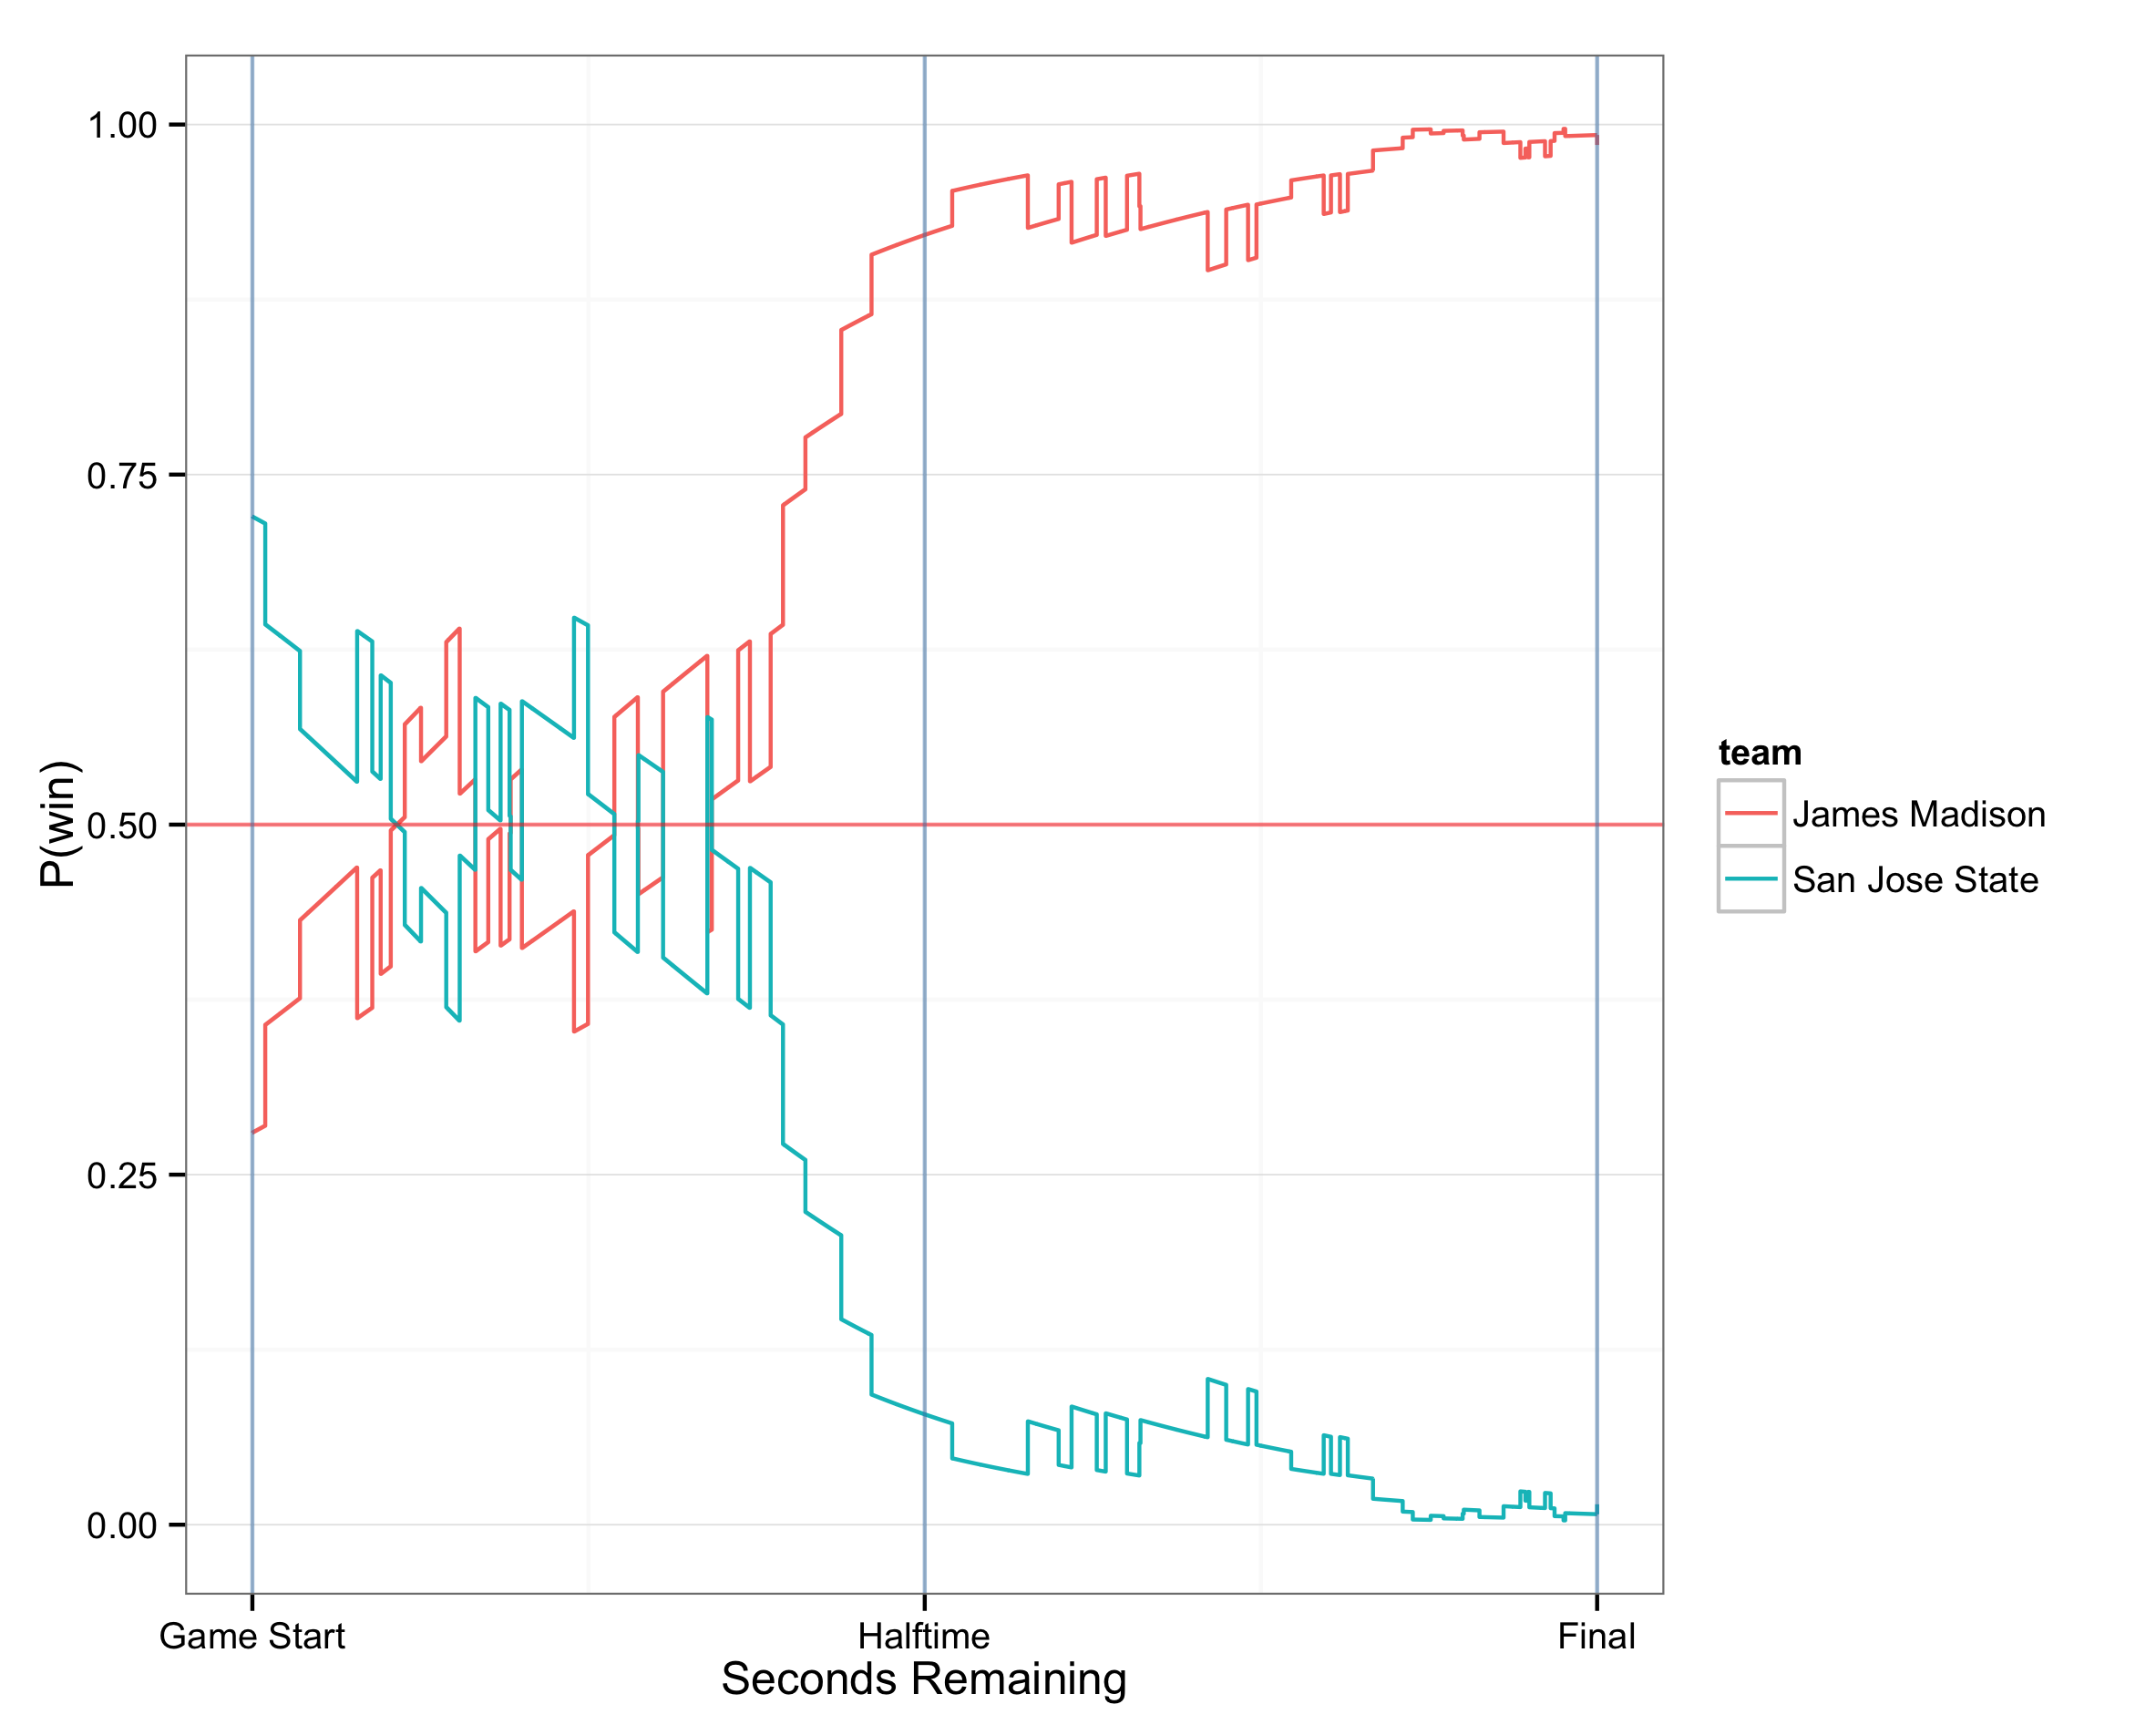 1.00
0.75
0.50
0.25
0.00
P(win)
Game Start
Halftime
Final
Seconds Remaining
team
James Madison
San Jose State